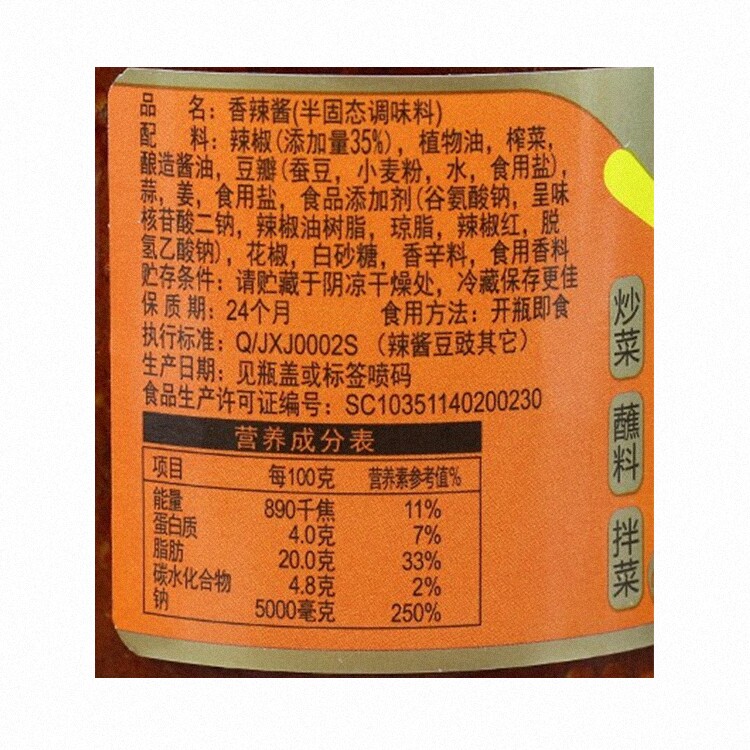 品 名：香辣酱(半固态调味料)
配 料：辣椒(添加量35%)，植物油，榨菜，
酿造酱油，豆瓣(蚕豆，小麦粉，水，食用盐)，
蒜，姜，食用盐，食品添加剂(谷氨酸钠，呈味
核苷酸二钠，辣椒油树脂，琼脂，辣椒红，脱
氢乙酸钠)，花椒，白砂糖，香辛料，食用香料
贮存条件：请贮藏于阴凉干燥处，冷藏保存更佳
保质期：24个月 食用方法：开瓶即食
执行标准：Q/JXJ0002S（辣酱豆豉其它）
生产日期：见瓶盖或标签喷码
食品生产许可证编号：SC10351140200230
营养成分表
项目 每100克 营养素参考值%
能量 890千焦 11%
蛋白质 4.0克 7%
脂肪 20.0克 33%
碳水化合物 4.8克 2%
钠 5000毫克 250%
炒菜
蘸料
拌菜